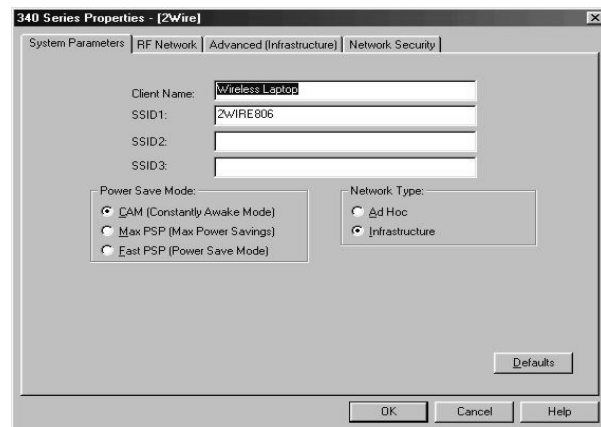 340 Series Properties - [2Wire]
System Parameters RF Network Advanced (Infrastructure) Network Security
Client Name: Wireless Laptop
SSID1: 2WIRE806
SSID2:
SSID3:
Power Save Mode:
CAM (Constantly Awake Mode)
Max PSP (Max Power Savings)
Fast PSP (Power Save Mode)
Network Type:
Ad Hoc
Infrastructure
Defaults
OK Cancel Help